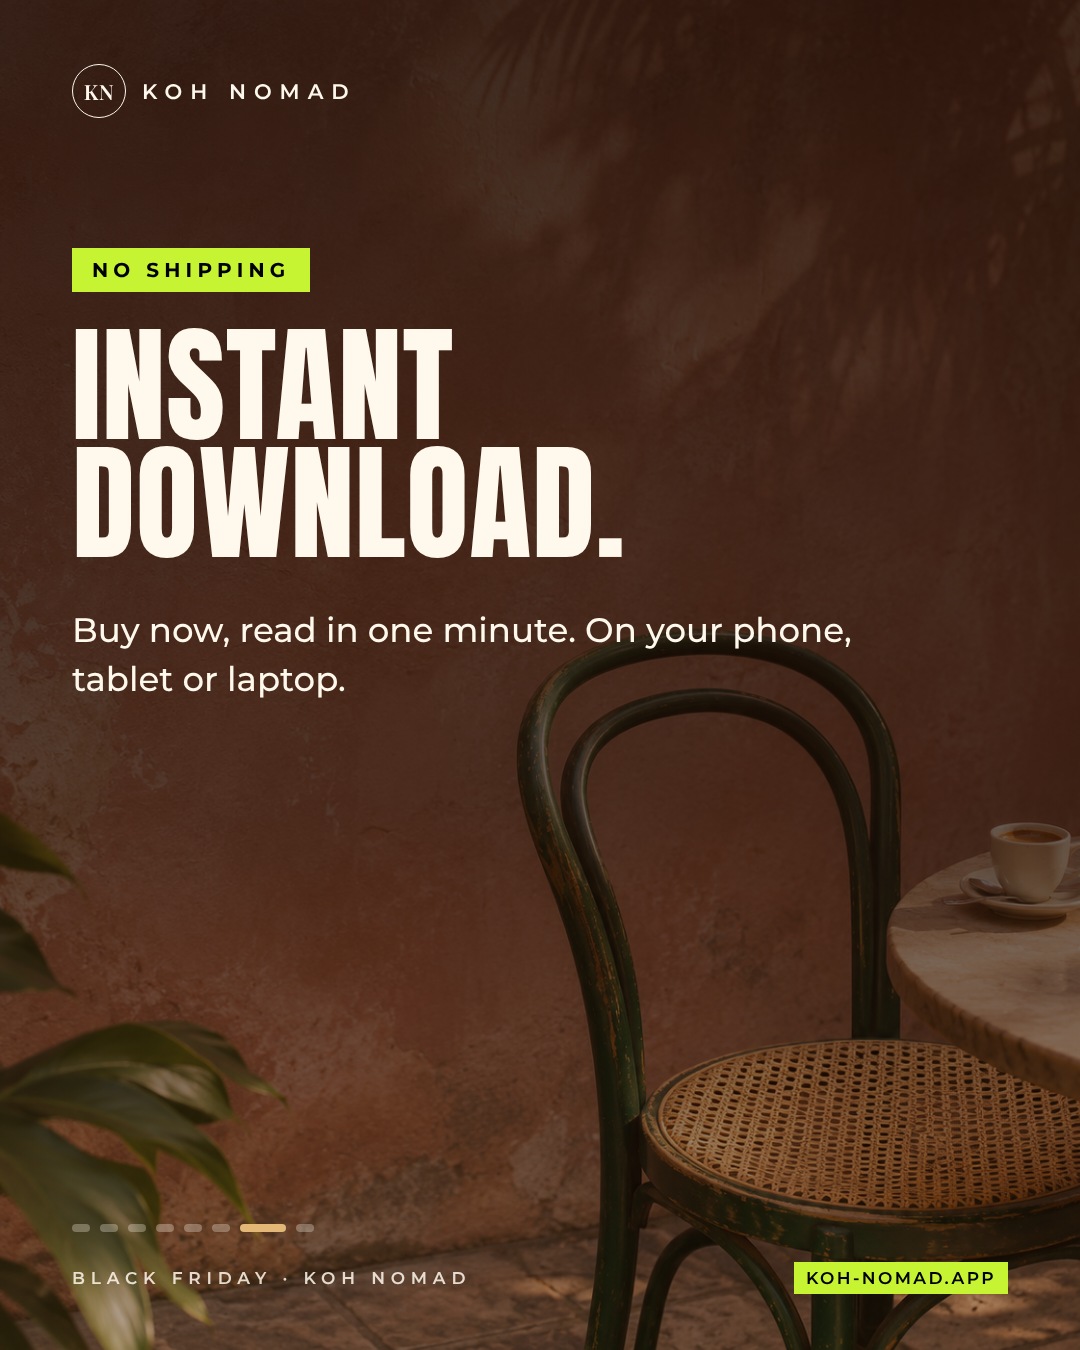 KN KOH NOMAD
NO SHIPPING
INSTANT
DOWNLOAD.
Buy now, read in one minute. On your phone,
tablet or laptop.
BLACK FRIDAY · KOH NOMAD
KOH-NOMAD.APP